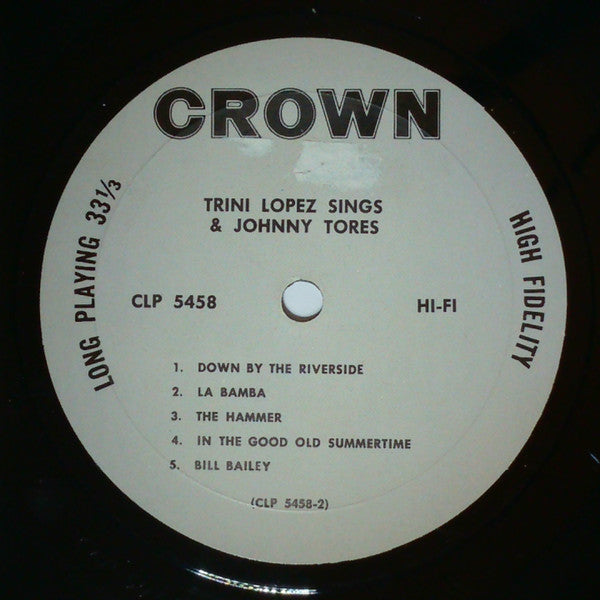 CROWN
LONG PLAYING 33⅓
TRINI LOPEZ SINGS
& JOHNNY TORES
HIGH FIDELITY
CLP 5458
HI-FI
1. DOWN BY THE RIVERSIDE
2. LA BAMBA
3. THE HAMMER
4. IN THE GOOD OLD SUMMERTIME
5. BILL BAILEY
(CLP 5458-2)